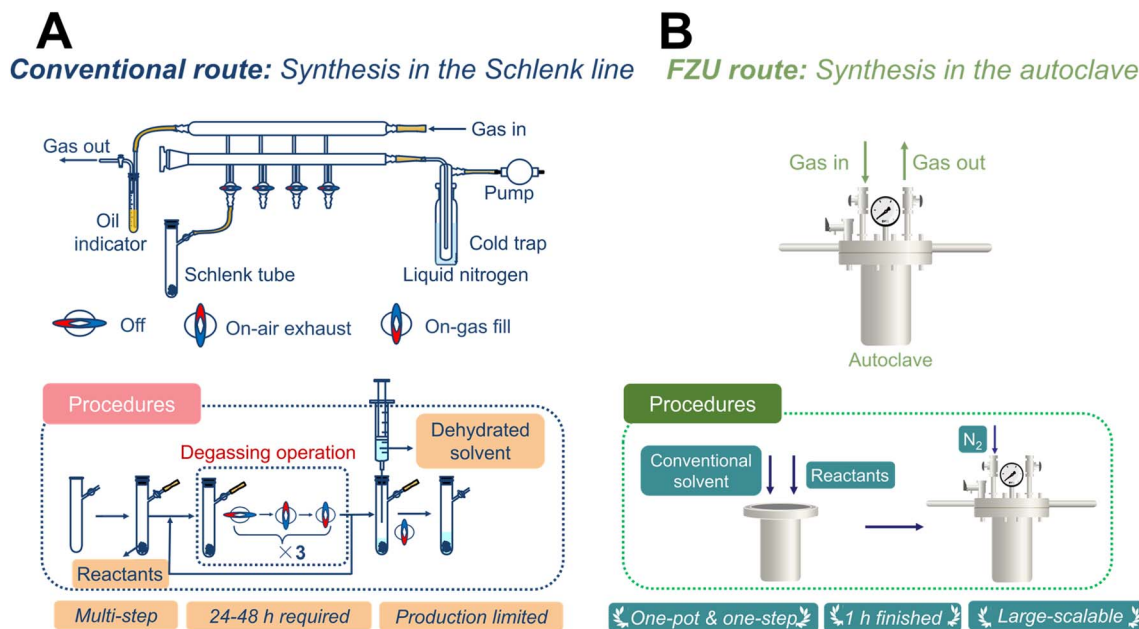 A
Conventional route: Synthesis in the Schlenk line
Gas in
Gas out
Pump
Oil
indicator
Cold trap
Schlenk tube
Liquid nitrogen
Off
On-air exhaust
On-gas fill
Procedures
Dehydrated
solvent
Degassing operation
×3
Reactants
Multi-step
24-48 h required
Production limited
B
FZU route: Synthesis in the autoclave
Gas in
Gas out
Autoclave
Procedures
N2
Conventional
solvent
Reactants
One-pot & one-step
1 h finished
Large-scalable